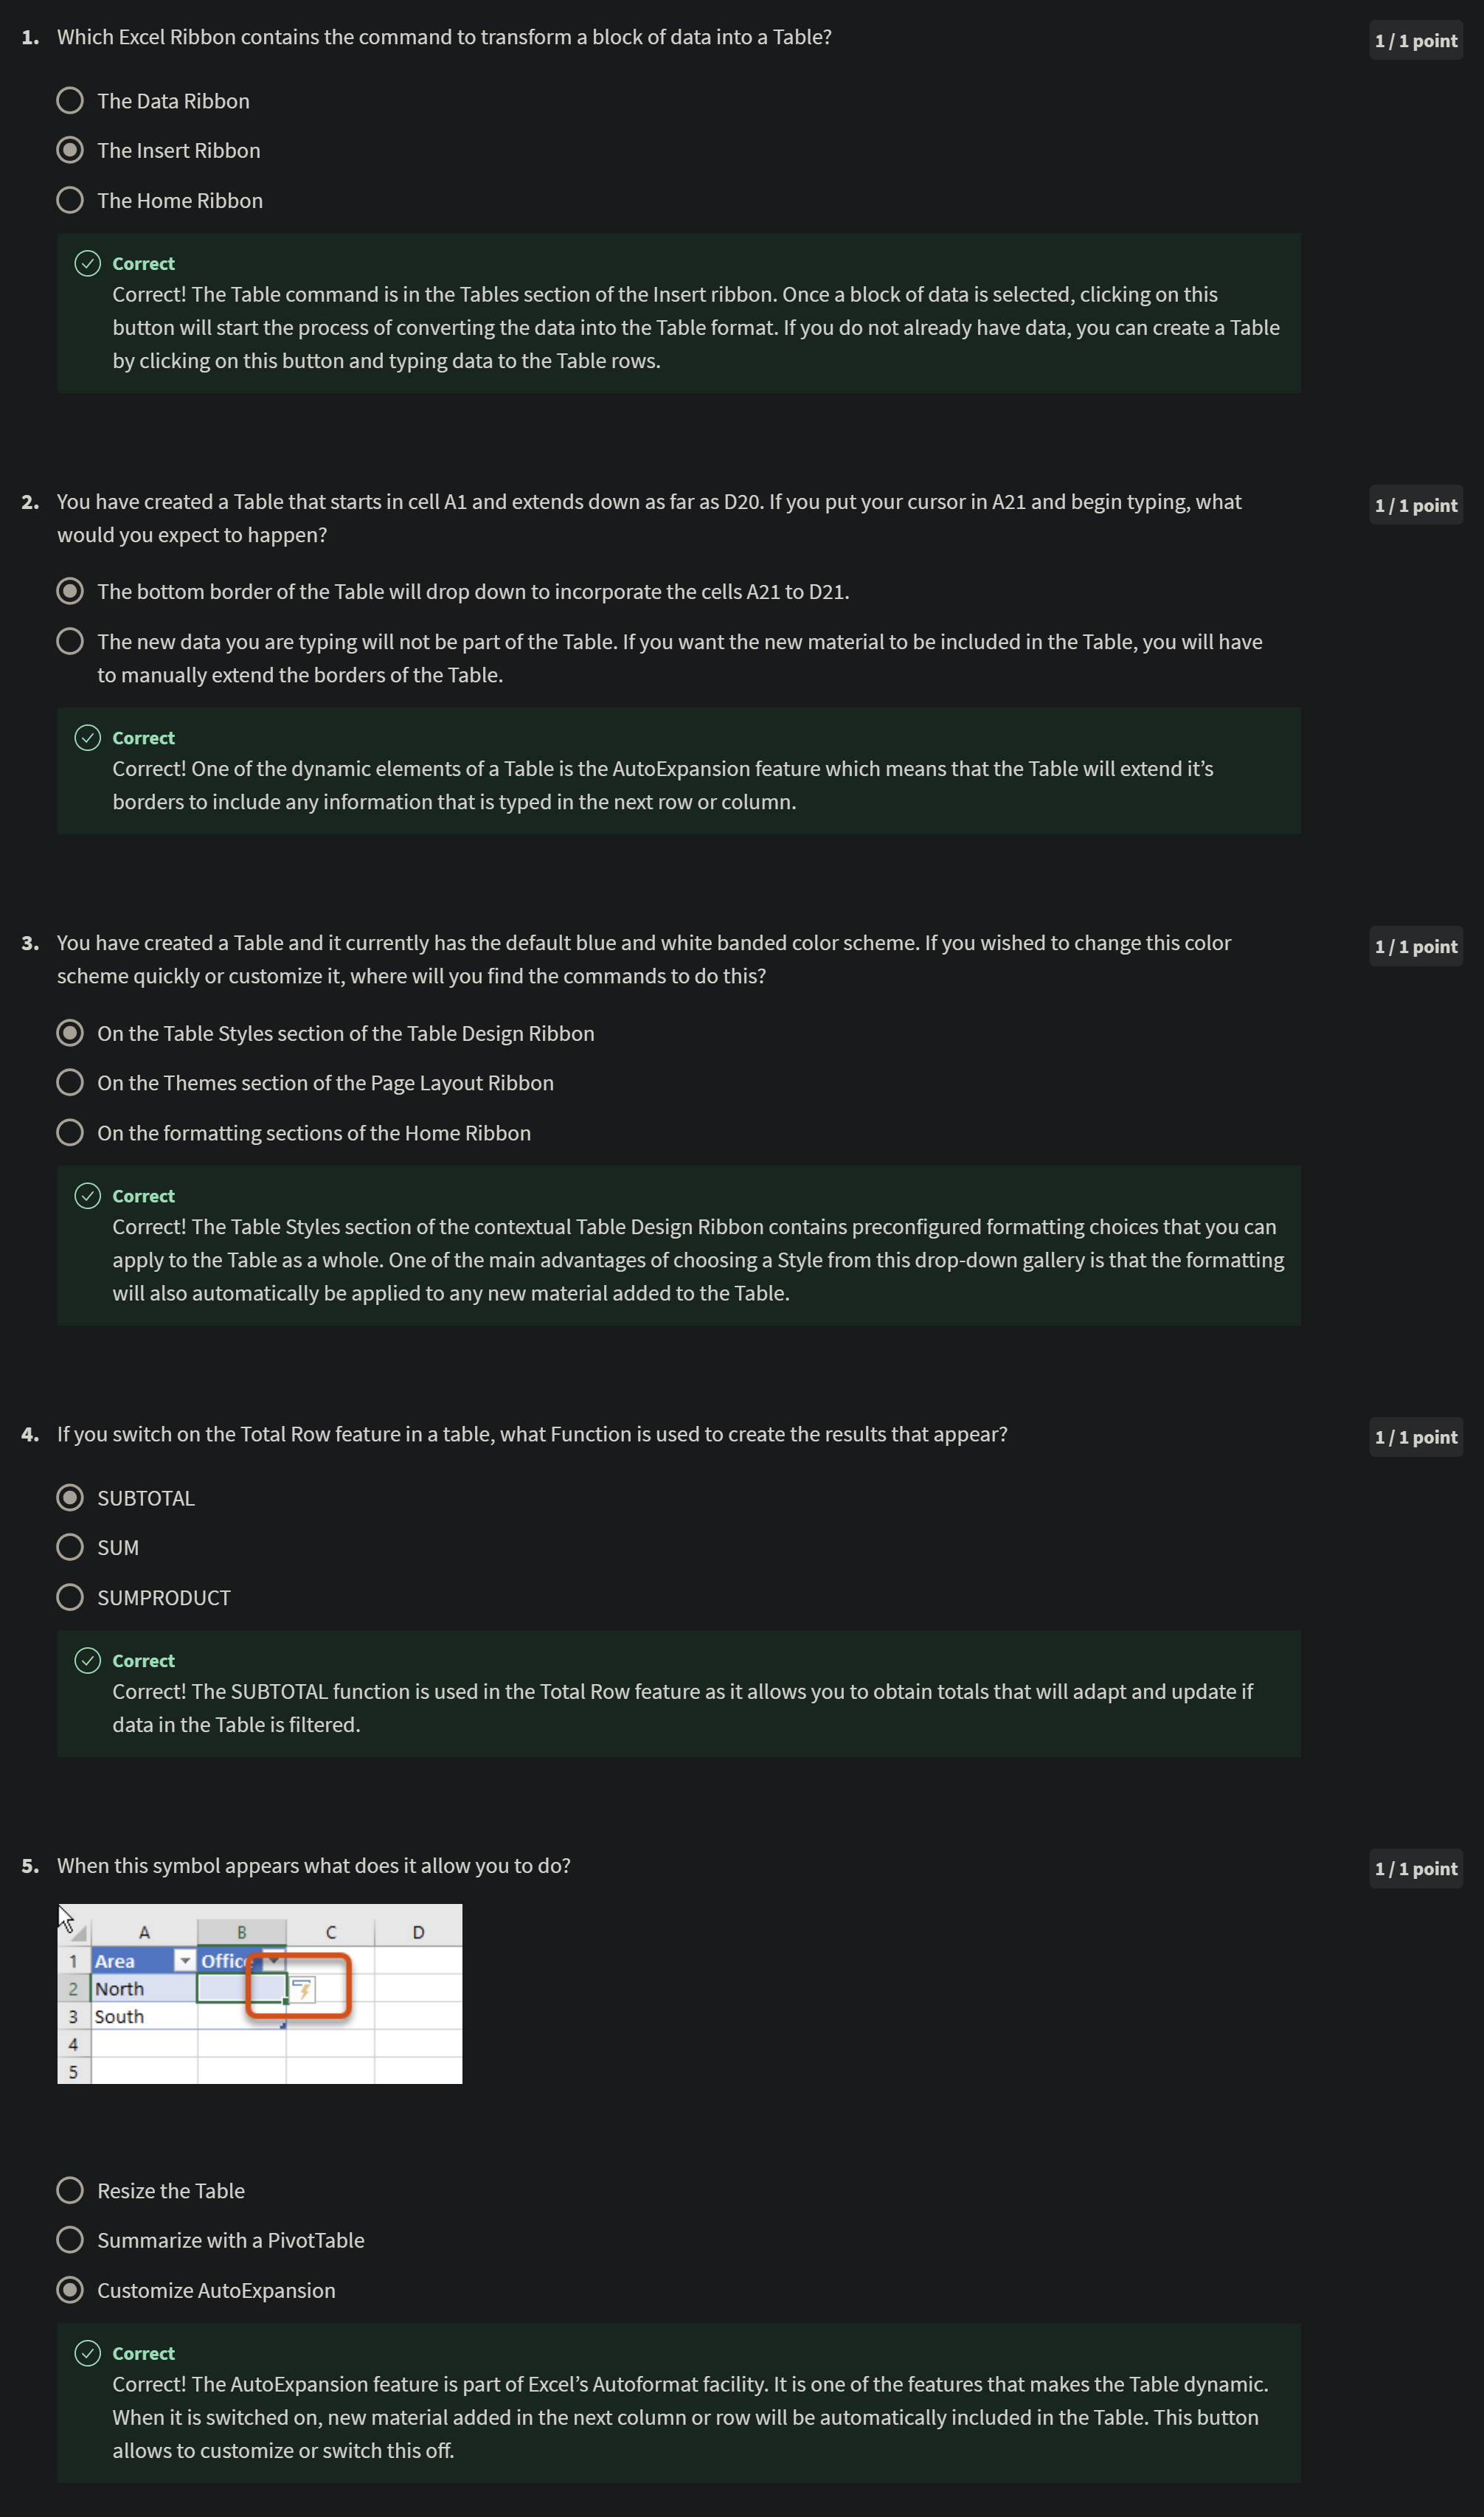 1. Which Excel Ribbon contains the command to transform a block of data into a Table?
1 / 1 point
The Data Ribbon
The Insert Ribbon
The Home Ribbon
Correct
Correct! The Table command is in the Tables section of the Insert ribbon. Once a block of data is selected, clicking on this
button will start the process of converting the data into the Table format. If you do not already have data, you can create a Table
by clicking on this button and typing data to the Table rows.
2. You have created a Table that starts in cell A1 and extends down as far as D20. If you put your cursor in A21 and begin typing, what
would you expect to happen?
1 / 1 point
The bottom border of the Table will drop down to incorporate the cells A21 to D21.
The new data you are typing will not be part of the Table. If you want the new material to be included in the Table, you will have
to manually extend the borders of the Table.
Correct
Correct! One of the dynamic elements of a Table is the AutoExpansion feature which means that the Table will extend it’s
borders to include any information that is typed in the next row or column.
3. You have created a Table and it currently has the default blue and white banded color scheme. If you wished to change this color
scheme quickly or customize it, where will you find the commands to do this?
1 / 1 point
On the Table Styles section of the Table Design Ribbon
On the Themes section of the Page Layout Ribbon
On the formatting sections of the Home Ribbon
Correct
Correct! The Table Styles section of the contextual Table Design Ribbon contains preconfigured formatting choices that you can
apply to the Table as a whole. One of the main advantages of choosing a Style from this drop-down gallery is that the formatting
will also automatically be applied to any new material added to the Table.
4. If you switch on the Total Row feature in a table, what Function is used to create the results that appear?
1 / 1 point
SUBTOTAL
SUM
SUMPRODUCT
Correct
Correct! The SUBTOTAL function is used in the Total Row feature as it allows you to obtain totals that will adapt and update if
data in the Table is filtered.
5. When this symbol appears what does it allow you to do?
1 / 1 point
A B C D
1 Area Office
2 North
3 South
4
5
Resize the Table
Summarize with a PivotTable
Customize AutoExpansion
Correct
Correct! The AutoExpansion feature is part of Excel’s Autoformat facility. It is one of the features that makes the Table dynamic.
When it is switched on, new material added in the next column or row will be automatically included in the Table. This button
allows to customize or switch this off.